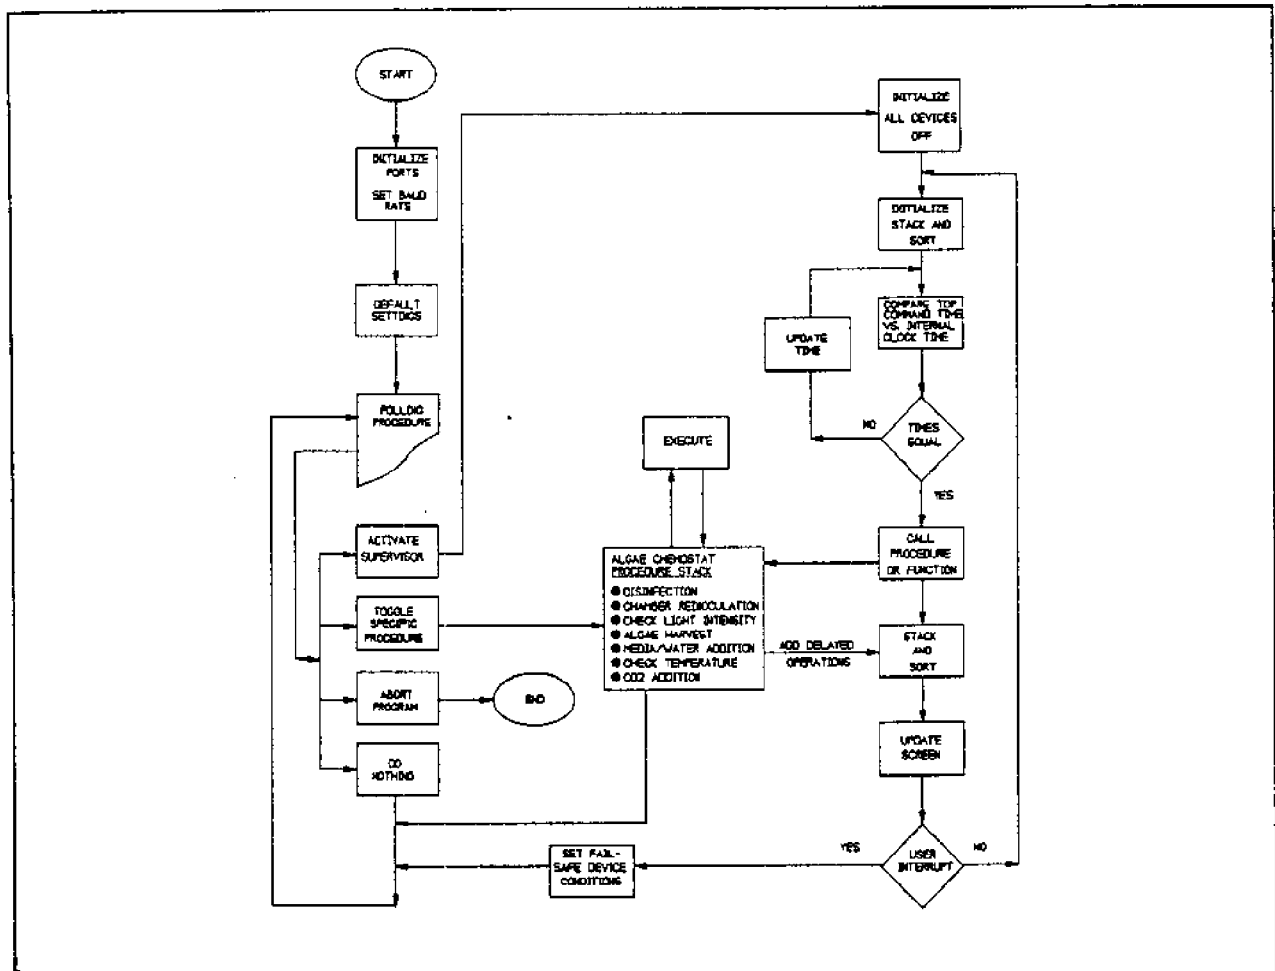 START
INITIALIZE
PORTS
SET BAUD
RATE
DEFAULT
SETTINGS
POLLING
PROCEDURE
ACTIVATE
SUPERVISOR
TOGGLE
SPECIFIC
PROCEDURE
ABORT
PROGRAM
END
DO
NOTHING
EXECUTE
ALGAE CHEMOSTAT
PROCEDURE STACK
● DISINFECTION
● CHAMBER REINOCULATION
● CHECK LIGHT INTENSITY
● ALGAE HARVEST
● MEDIA/WATER ADDITION
● CHECK TEMPERATURE
● CO2 ADDITION
ADD DELAYED
OPERATIONS
SET FAIL-
SAFE DEVICE
CONDITIONS
INITIALIZE
ALL DEVICES
OFF
INITIALIZE
STACK AND
SORT
COMPARE TOP
COMMAND TIME
VS. INTERNAL
CLOCK TIME
UPDATE
TIME
NO
TIMES
EQUAL
YES
CALL
PROCEDURE
OR FUNCTION
STACK
AND
SORT
UPDATE
SCREEN
YES
USER
INTERRUPT
NO